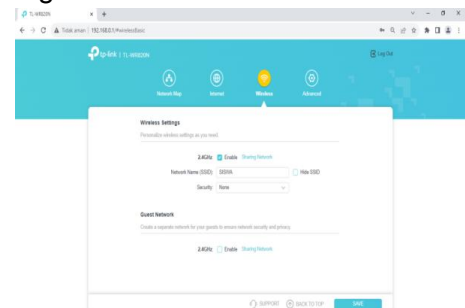 TL-WR820N
Tidak aman | 192.168.0.1/#wirelessBasic
tp-link | TL-WR820N
Log Out
Network Map Internet Wireless Advanced
Wireless Settings
Personalize wireless settings as you need.
2.4GHz: Enable Sharing Network
Network Name (SSID): Hide SSID
Security: None
Guest Network
Create a separate network for your guests to ensure network security and privacy.
2.4GHz: Enable Sharing Network
SUPPORT BACK TO TOP SAVE